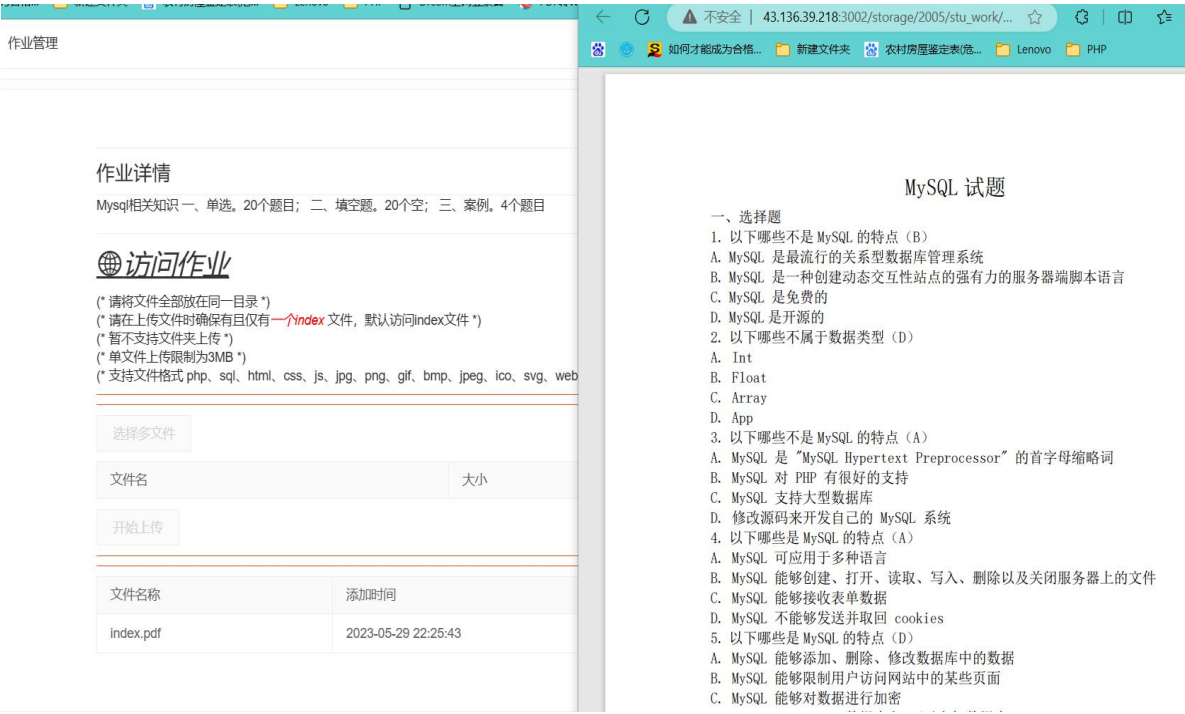 作业管理
作业详情
Mysql相关知识 一、单选。20个题目； 二、填空题。20个空； 三、案例。4个题目
访问作业
(* 请将文件全部放在同一目录 *)
(* 请在上传文件时确保有且仅有一个index 文件，默认访问index文件 *)
(* 暂不支持文件夹上传 *)
(* 单文件上传限制为3MB *)
(* 支持文件格式 php、sql、html、css、js、jpg、png、gif、bmp、jpeg、ico、svg、web
选择多文件
文件名 大小
开始上传
文件名称 添加时间
index.pdf 2023-05-29 22:25:43
不安全 | 43.136.39.218:3002/storage/2005/stu_work/...
如何才能成为合格... 新建文件夹 农村房屋鉴定表(危... Lenovo PHP
MySQL 试题
一、选择题
1. 以下哪些不是 MySQL 的特点（B）
A. MySQL 是最流行的关系型数据库管理系统
B. MySQL 是一种创建动态交互性站点的强有力的服务器端脚本语言
C. MySQL 是免费的
D. MySQL 是开源的
2. 以下哪些不属于数据类型（D）
A. Int
B. Float
C. Array
D. App
3. 以下哪些不是 MySQL 的特点（A）
A. MySQL 是 "MySQL Hypertext Preprocessor" 的首字母缩略词
B. MySQL 对 PHP 有很好的支持
C. MySQL 支持大型数据库
D. 修改源码来开发自己的 MySQL 系统
4. 以下哪些是 MySQL 的特点（A）
A. MySQL 可应用于多种语言
B. MySQL 能够创建、打开、读取、写入、删除以及关闭服务器上的文件
C. MySQL 能够接收表单数据
D. MySQL 不能够发送并取回 cookies
5. 以下哪些是 MySQL 的特点（D）
A. MySQL 能够添加、删除、修改数据库中的数据
B. MySQL 能够限制用户访问网站中的某些页面
C. MySQL 能够对数据进行加密